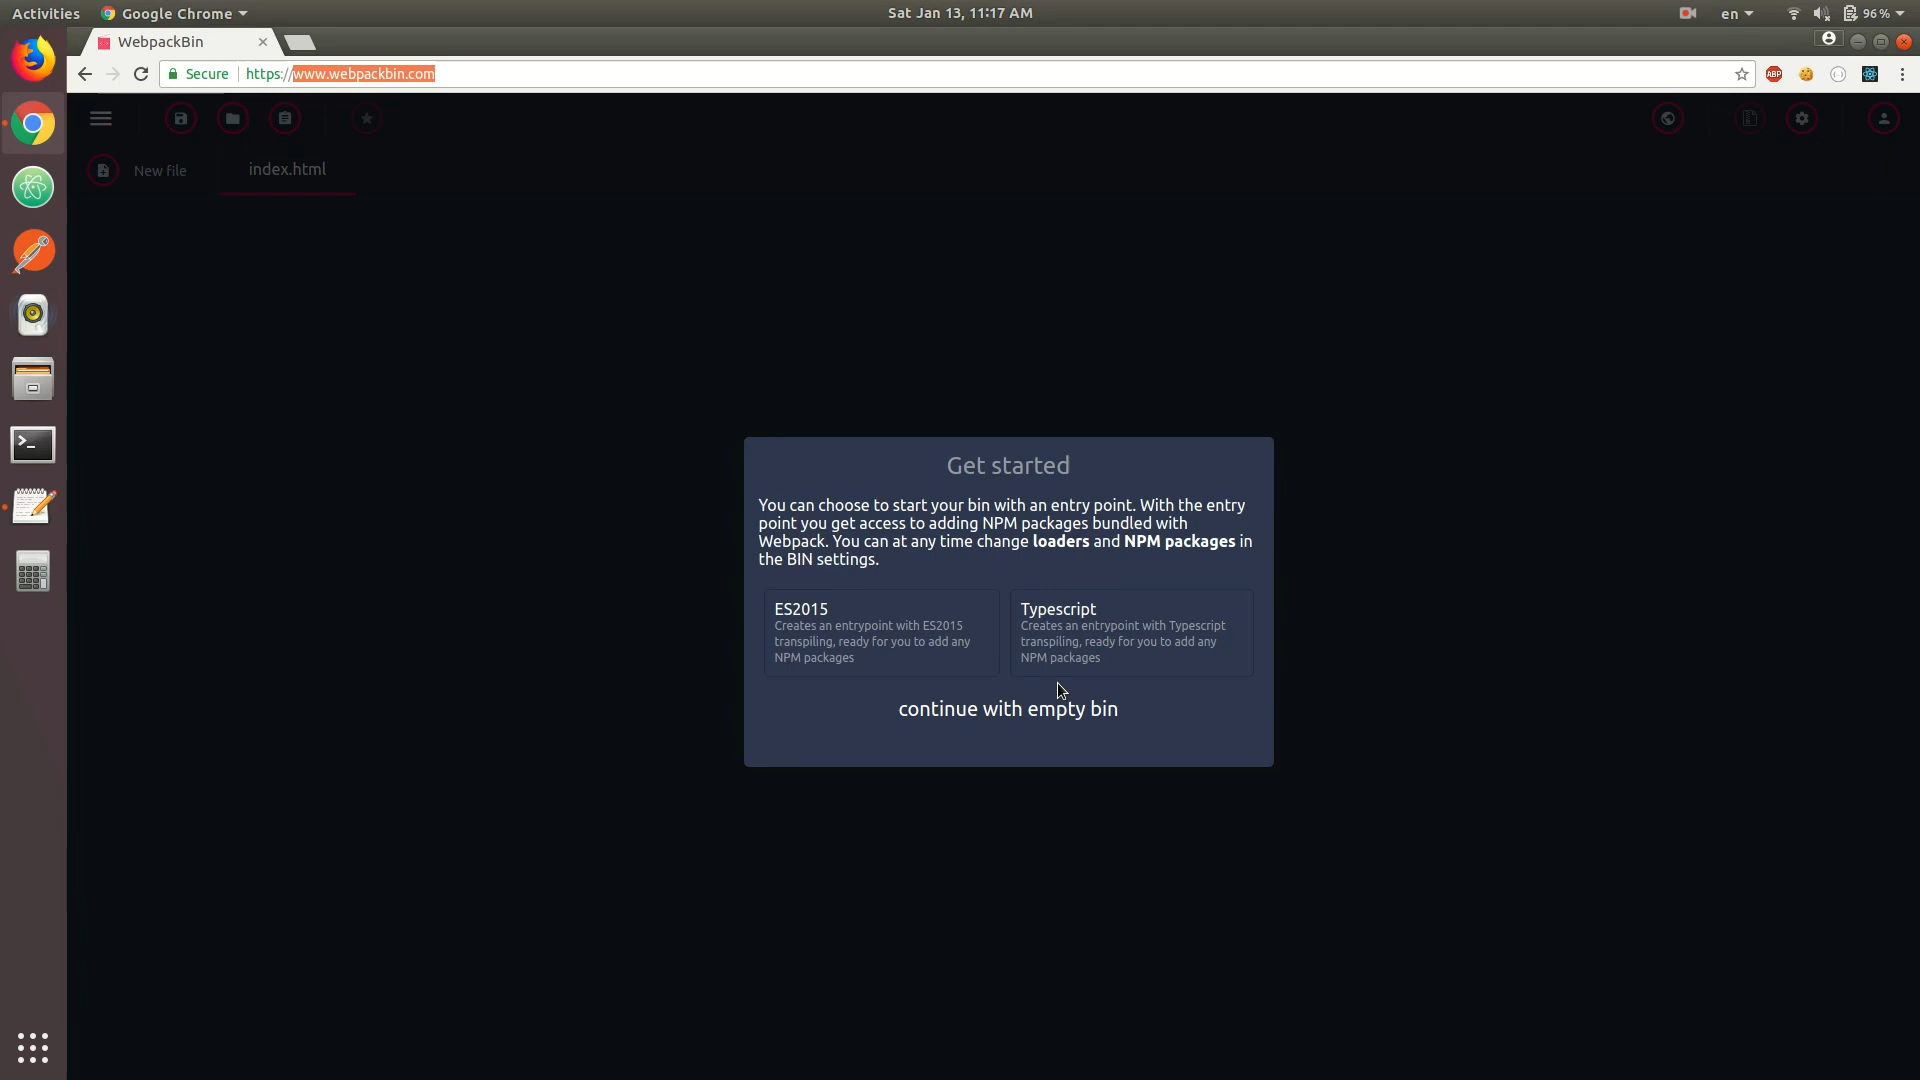 Activities Google Chrome Sat Jan 13, 11:17 AM en 96%
WebpackBin
Secure https://www.webpackbin.com ABP
New file index.html
Get started
You can choose to start your bin with an entry point. With the entry
point you get access to adding NPM packages bundled with
Webpack. You can at any time change loaders and NPM packages in
the BIN settings.
ES2015
Creates an entrypoint with ES2015
transpiling, ready for you to add any
NPM packages
Typescript
Creates an entrypoint with Typescript
transpiling, ready for you to add any
NPM packages
continue with empty bin